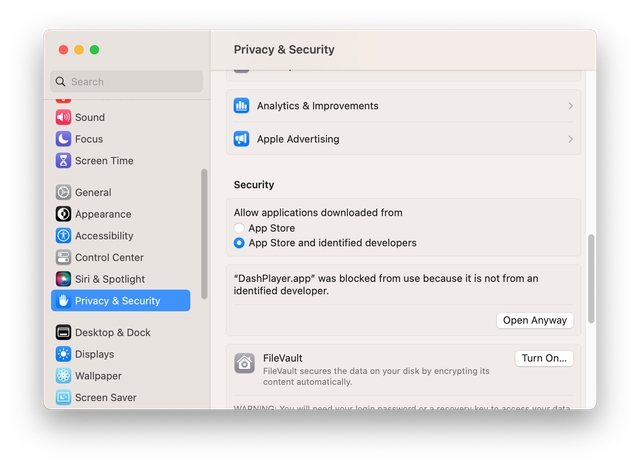 Privacy & Security
Search
Sound
Focus
Screen Time
General
Appearance
Accessibility
Control Center
Siri & Spotlight
Privacy & Security
Desktop & Dock
Displays
Wallpaper
Screen Saver
Analytics & Improvements
Apple Advertising
Security
Allow applications downloaded from
App Store
App Store and identified developers
“DashPlayer.app” was blocked from use because it is not from an
identified developer.
Open Anyway
FileVault
Turn On...
FileVault secures the data on your disk by encrypting its
content automatically.
WARNING: You will need your login password or a recovery key to access your data